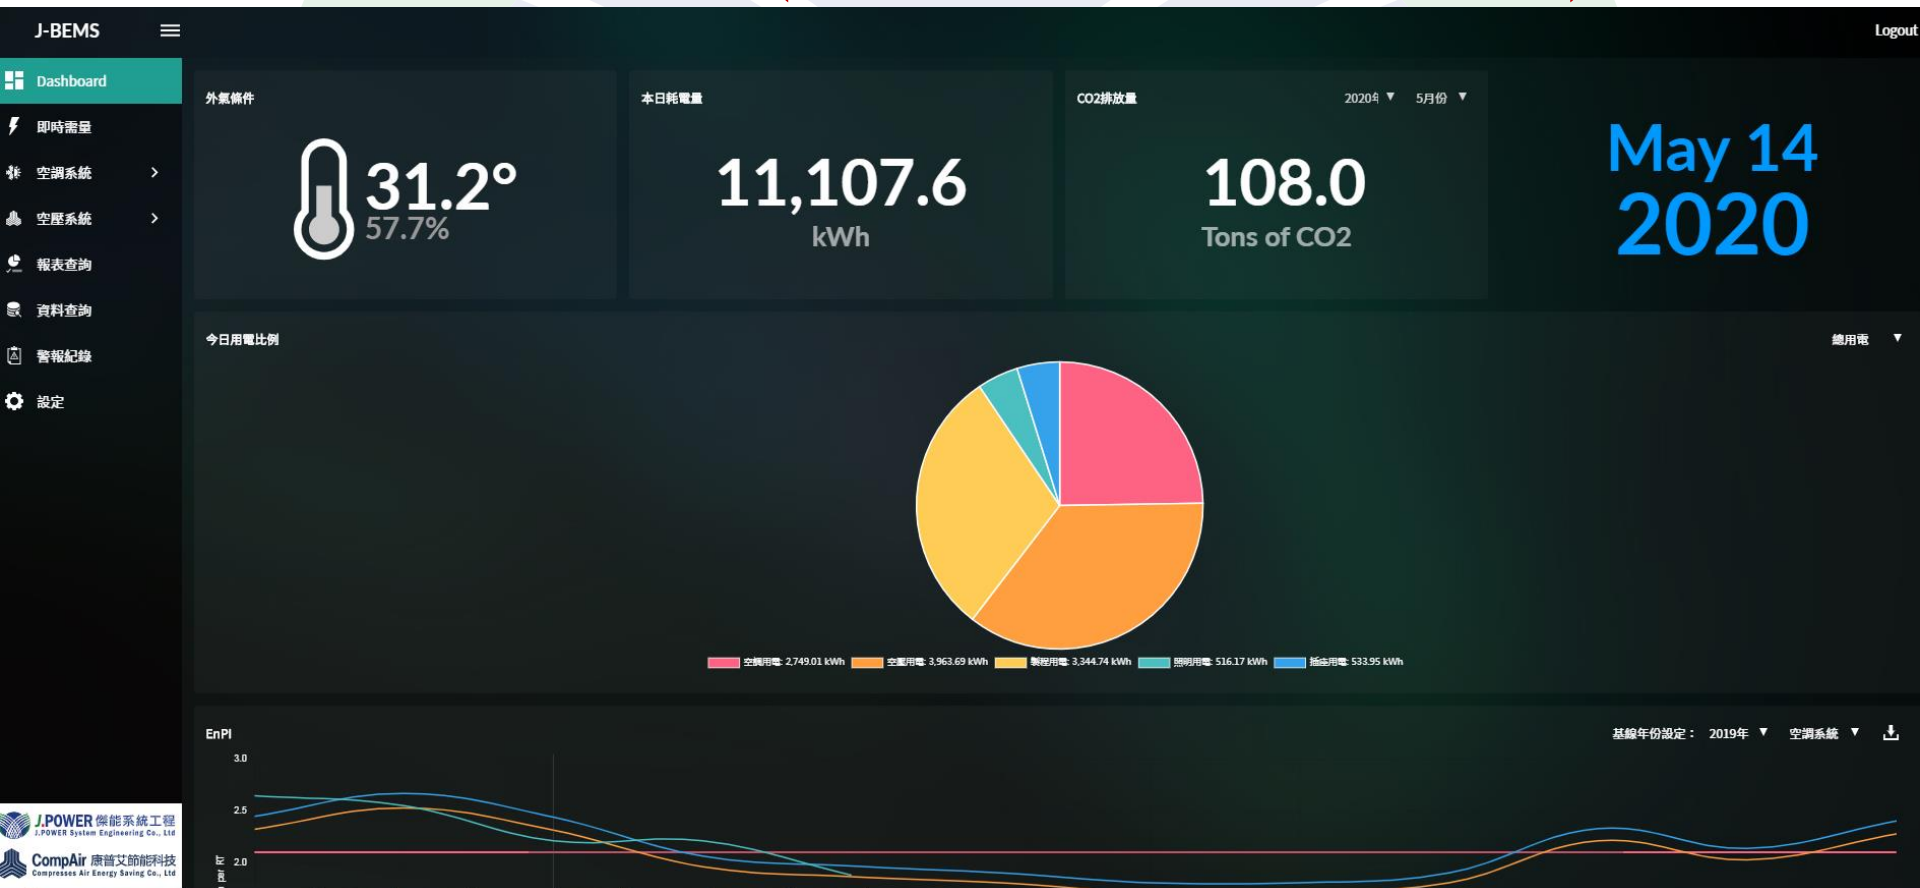 J-BEMS
Logout
Dashboard
即時需量
空調系統
空壓系統
報表查詢
資料查詢
警報紀錄
設定
外氣條件
31.2°
57.7%
本日耗電量
11,107.6
kWh
CO2排放量
2020年 ▼ 5月份 ▼
108.0
Tons of CO2
May 14
2020
今日用電比例
總用電 ▼
空調用電: 2,749.01 kWh 空壓用電: 3,963.69 kWh 製程用電: 3,344.74 kWh 照明用電: 516.17 kWh 插座用電: 533.95 kWh
EnPI
基線年份設定： 2019年 ▼ 空調系統 ▼
3.0
2.5
2.0
J.POWER 傑能系統工程
J.POWER System Engineering Co., Ltd
CompAir 康普艾節能科技
Compresses Air Energy Saving Co., Ltd